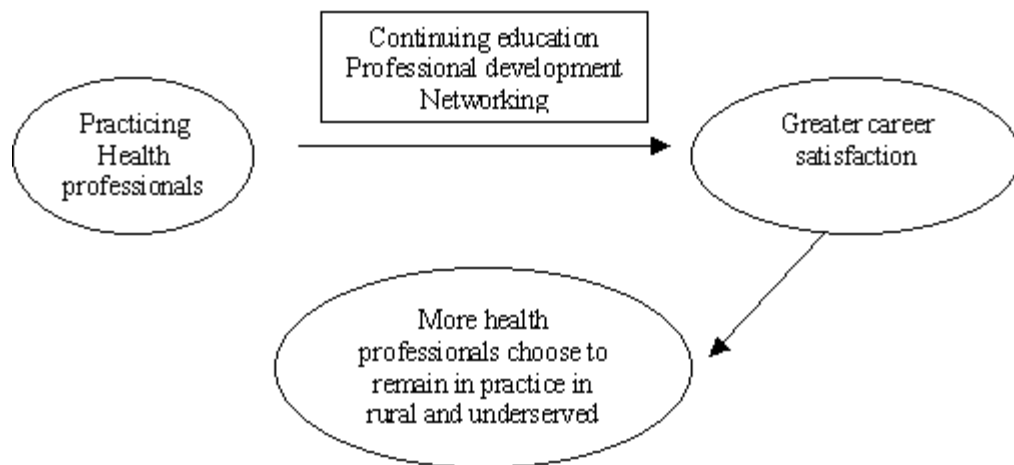 Continuing education
Professional development
Networking
Practicing
Health
professionals
Greater career
satisfaction
More health
professionals choose to
remain in practice in
rural and underserved